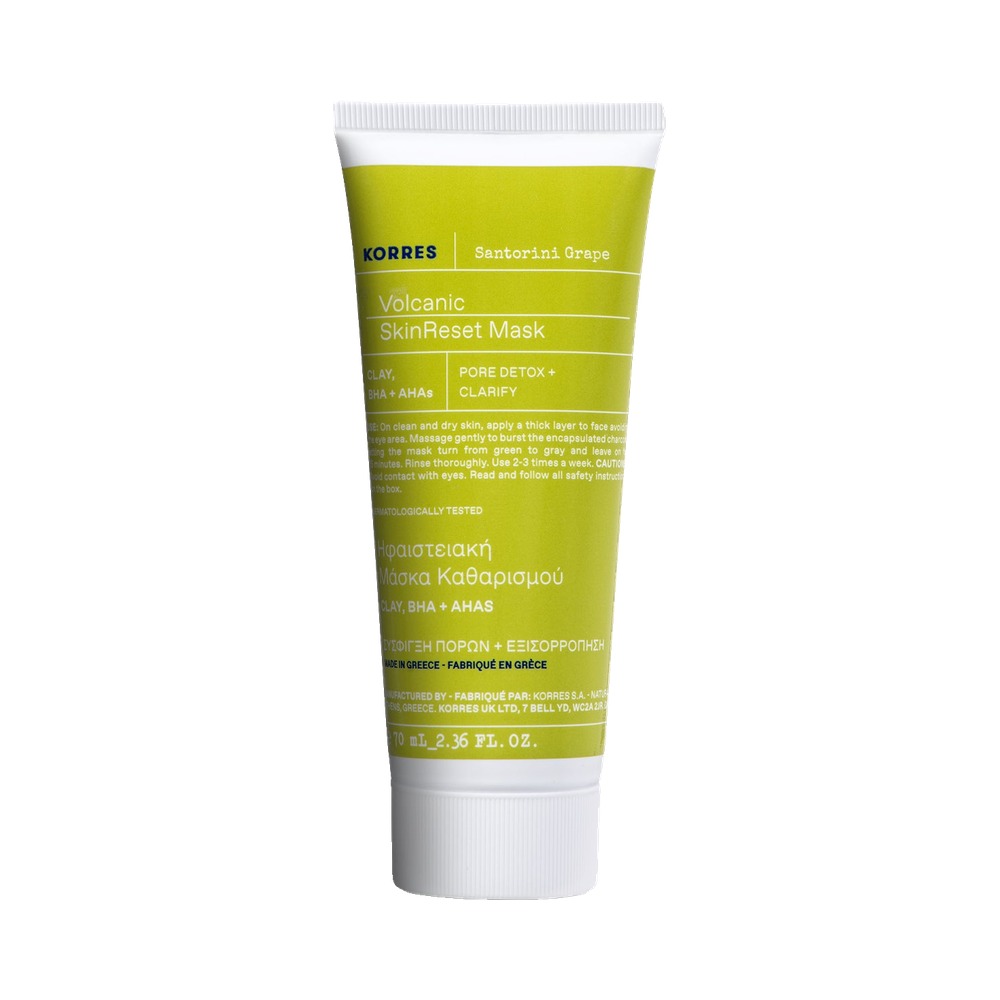 KORRES
Santorini Grape
Volcanic
SkinReset Mask
CLAY,
BHA + AHAs
PORE DETOX +
CLARIFY
On clean and dry skin, apply a thick layer to face
eye area. Massage gently to burst the encapsulated
the mask turn from green to gray and leave on
minutes. Rinse thoroughly. Use 2-3 times a week. CAUTION
contact with eyes. Read and follow all safety
the box.
TESTED
Ηφαιστειακή
Μάσκα Καθαρισμού
CLAY, BHA + AHAS
ΣΥΣΦΙΓΞΗ ΠΟΡΩΝ + ΕΞΙΣΟΡΡΟΠΗΣΗ
MADE IN GREECE - FABRIQUÉ EN GRÈCE
BY - FABRIQUÉ PAR: KORRES S.A. -
GREECE. KORRES UK LTD, 7 BELL YD, WC2A
70 mL_2.36 FL. OZ.